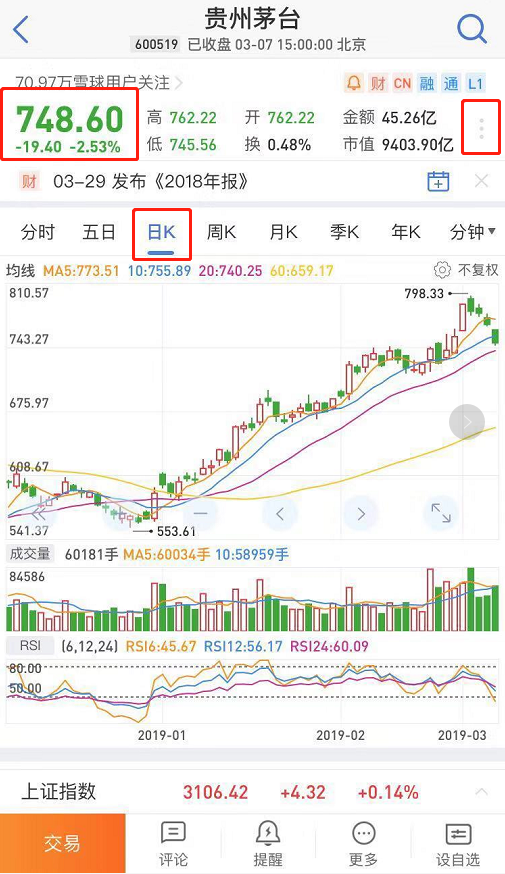 贵州茅台
600519 已收盘 03-07 15:00:00 北京
70.97万雪球用户关注 财 CN 融 通 L1
748.60
-19.40 -2.53%
高 762.22 开 762.22 金额 45.26亿
低 745.56 换 0.48% 市值 9403.90亿
财 03-29 发布《2018年报》
分时 五日 日K 周K 月K 季K 年K 分钟
均线 MA5:773.51 10:755.89 20:740.25 60:659.17 不复权
810.57
798.33
743.27
675.97
608.67
541.37
553.61
成交量 60181手 MA5:60034手 10:58959手
84586
RSI (6,12,24) RSI6:45.67 RSI12:56.17 RSI24:60.09
80.00
50.00
2019-01 2019-02 2019-03
上证指数 3106.42 +4.32 +0.14%
交易 评论 提醒 更多 设自选